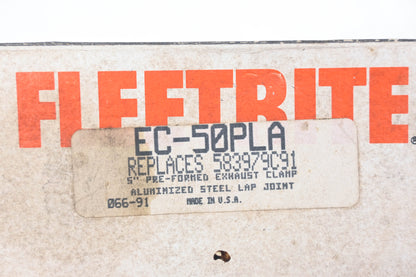 FLEETRITE
EC-50PLA
REPLACES 583979C91
5" PRE-FORMED EXHAUST CLAMP
ALUMINIZED STEEL LAP JOINT
066-91 MADE IN U.S.A.